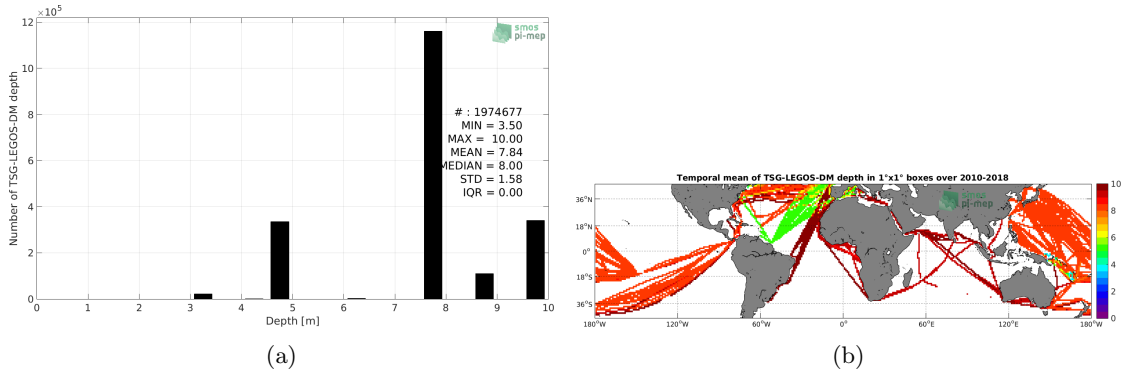 ×10⁵
12
10
8
6
4
2
0
Number of TSG-LEGOS-DM depth
smos
pi-mep
# : 1974677
MIN = 3.50
MAX = 10.00
MEAN = 7.84
MEDIAN = 8.00
STD = 1.58
IQR = 0.00
0 1 2 3 4 5 6 7 8 9 10
Depth [m]
(a)
Temporal mean of TSG-LEGOS-DM depth in 1°x1° boxes over 2010-2018
smos
pi-mep
36°N
18°N
0°
18°S
36°S
180°W 120°W 60°W 0° 60°E 120°E 180°W
10
8
6
4
2
0
(b)